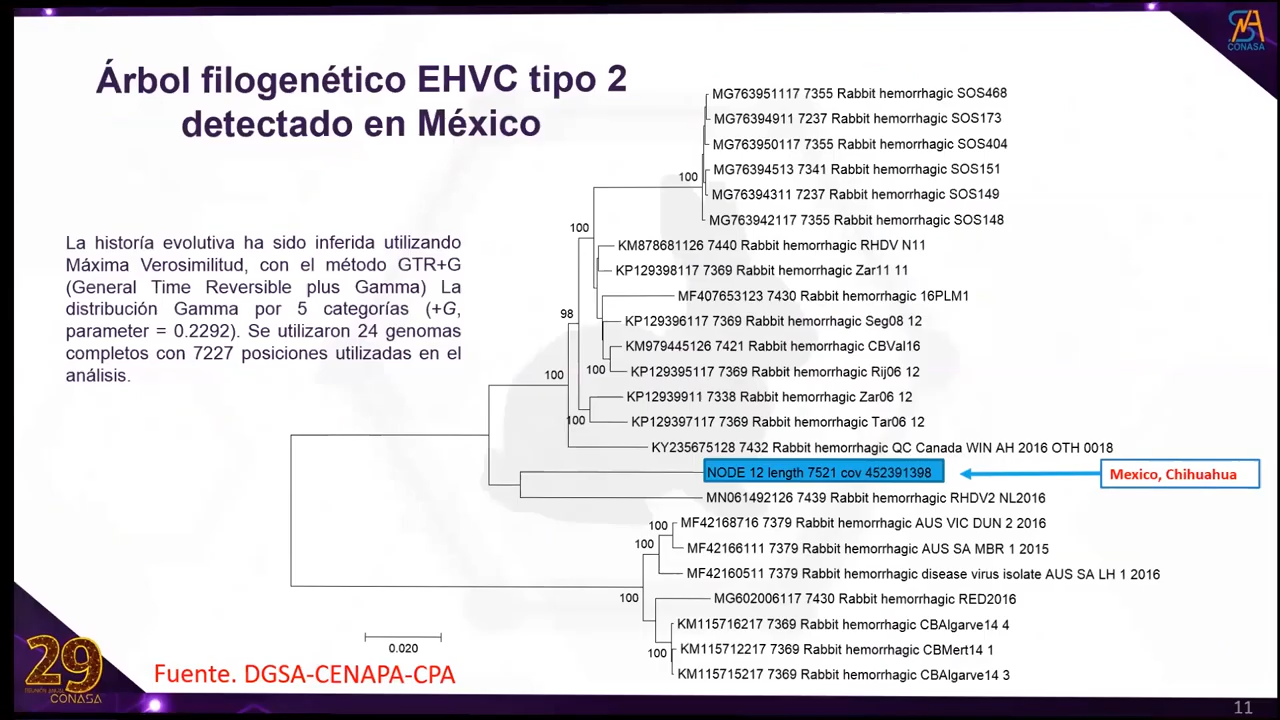 CONASA
Árbol filogenético EHVC tipo 2
detectado en México
La historía evolutiva ha sido inferida utilizando
Máxima Verosimilitud, con el método GTR+G
(General Time Reversible plus Gamma) La
distribución Gamma por 5 categorías (+G,
parameter = 0.2292). Se utilizaron 24 genomas
completos con 7227 posiciones utilizadas en el
análisis.
MG763951117 7355 Rabbit hemorrhagic SOS468
MG76394911 7237 Rabbit hemorrhagic SOS173
MG763950117 7355 Rabbit hemorrhagic SOS404
MG76394513 7341 Rabbit hemorrhagic SOS151
MG76394311 7237 Rabbit hemorrhagic SOS149
MG763942117 7355 Rabbit hemorrhagic SOS148
KM878681126 7440 Rabbit hemorrhagic RHDV N11
KP129398117 7369 Rabbit hemorrhagic Zar11 11
MF407653123 7430 Rabbit hemorrhagic 16PLM1
KP129396117 7369 Rabbit hemorrhagic Seg08 12
KM979445126 7421 Rabbit hemorrhagic CBVal16
KP129395117 7369 Rabbit hemorrhagic Rij06 12
KP12939911 7338 Rabbit hemorrhagic Zar06 12
KP129397117 7369 Rabbit hemorrhagic Tar06 12
KY235675128 7432 Rabbit hemorrhagic QC Canada WIN AH 2016 OTH 0018
NODE 12 length 7521 cov 452391398
Mexico, Chihuahua
MN061492126 7439 Rabbit hemorrhagic RHDV2 NL2016
MF42168716 7379 Rabbit hemorrhagic AUS VIC DUN 2 2016
MF42166111 7379 Rabbit hemorrhagic AUS SA MBR 1 2015
MF42160511 7379 Rabbit hemorrhagic disease virus isolate AUS SA LH 1 2016
MG602006117 7430 Rabbit hemorrhagic RED2016
KM115716217 7369 Rabbit hemorrhagic CBAlgarve14 4
KM115712217 7369 Rabbit hemorrhagic CBMert14 1
KM115715217 7369 Rabbit hemorrhagic CBAlgarve14 3
100
100
98
100
100
100
100
100
100
100
0.020
Fuente. DGSA-CENAPA-CPA
29
REUNIÓN ANUAL
CONASA
11